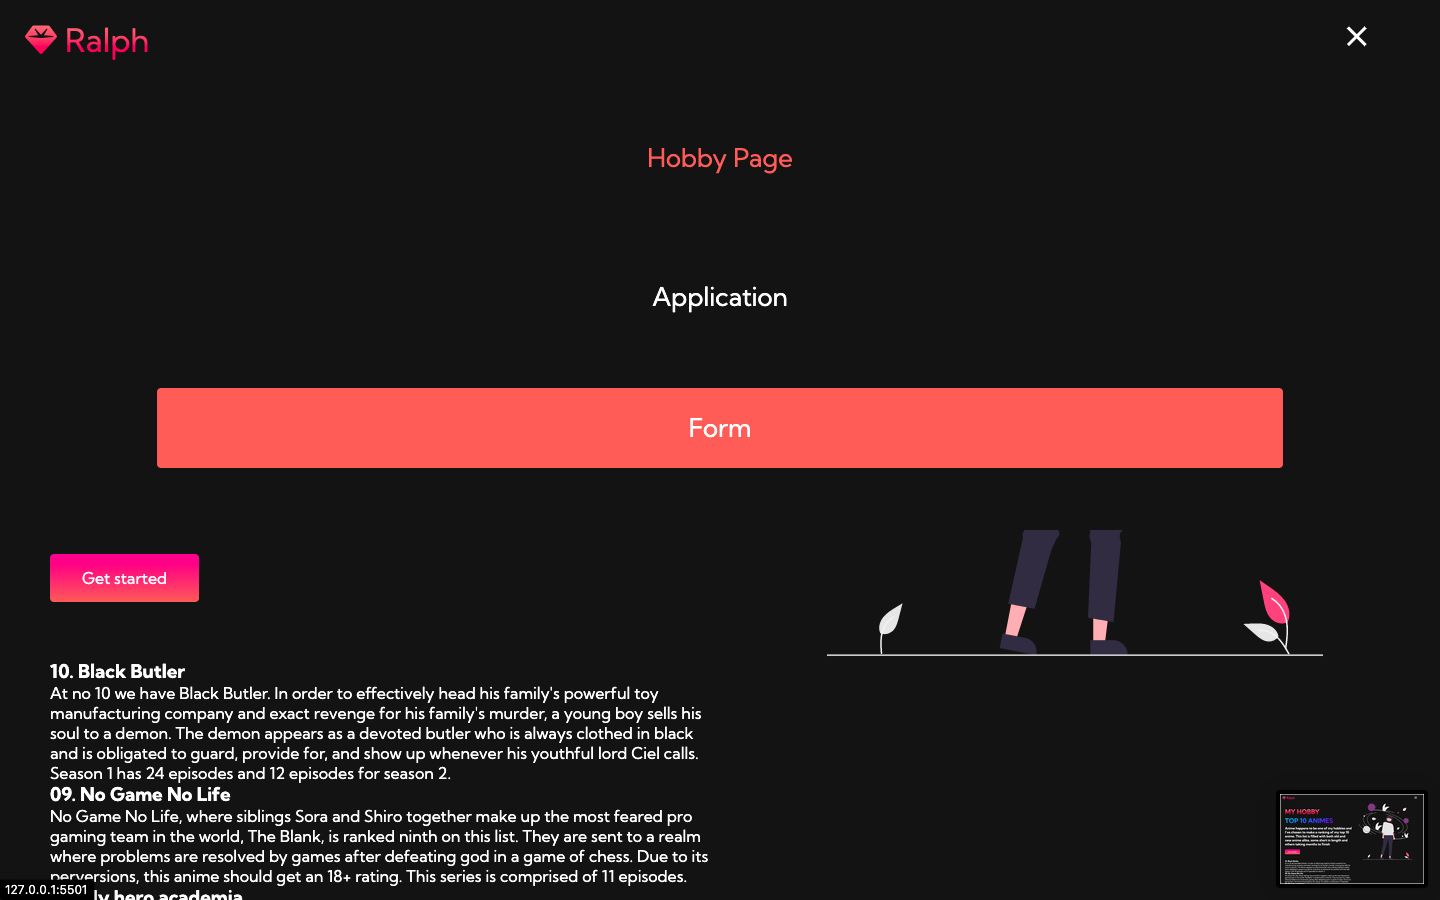 Ralph
Hobby Page
Application
Form
Get started
10. Black Butler
At no 10 we have Black Butler. In order to effectively head his family's powerful toy
manufacturing company and exact revenge for his family's murder, a young boy sells his
soul to a demon. The demon appears as a devoted butler who is always clothed in black
and is obligated to guard, provide for, and show up whenever his youthful lord Ciel calls.
Season 1 has 24 episodes and 12 episodes for season 2.
09. No Game No Life
No Game No Life, where siblings Sora and Shiro together make up the most feared pro
gaming team in the world, The Blank, is ranked ninth on this list. They are sent to a realm
where problems are resolved by games after defeating god in a game of chess. Due to its
perversions, this anime should get an 18+ rating. This series is comprised of 11 episodes.
hero academia
127.0.0.1:5501
MY HOBBY
TOP 10 ANIMES